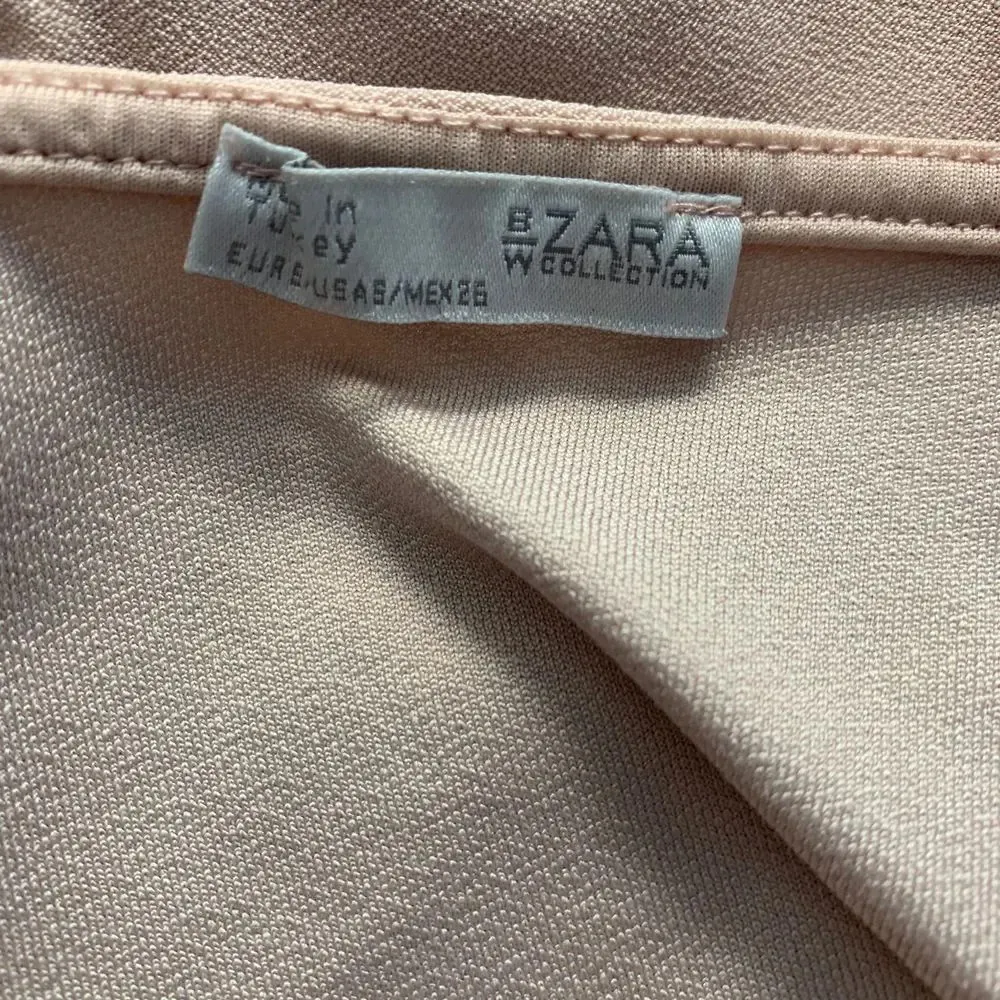 in
EUR S/USA S/MEX 26
B/W ZARA
COLLECTION